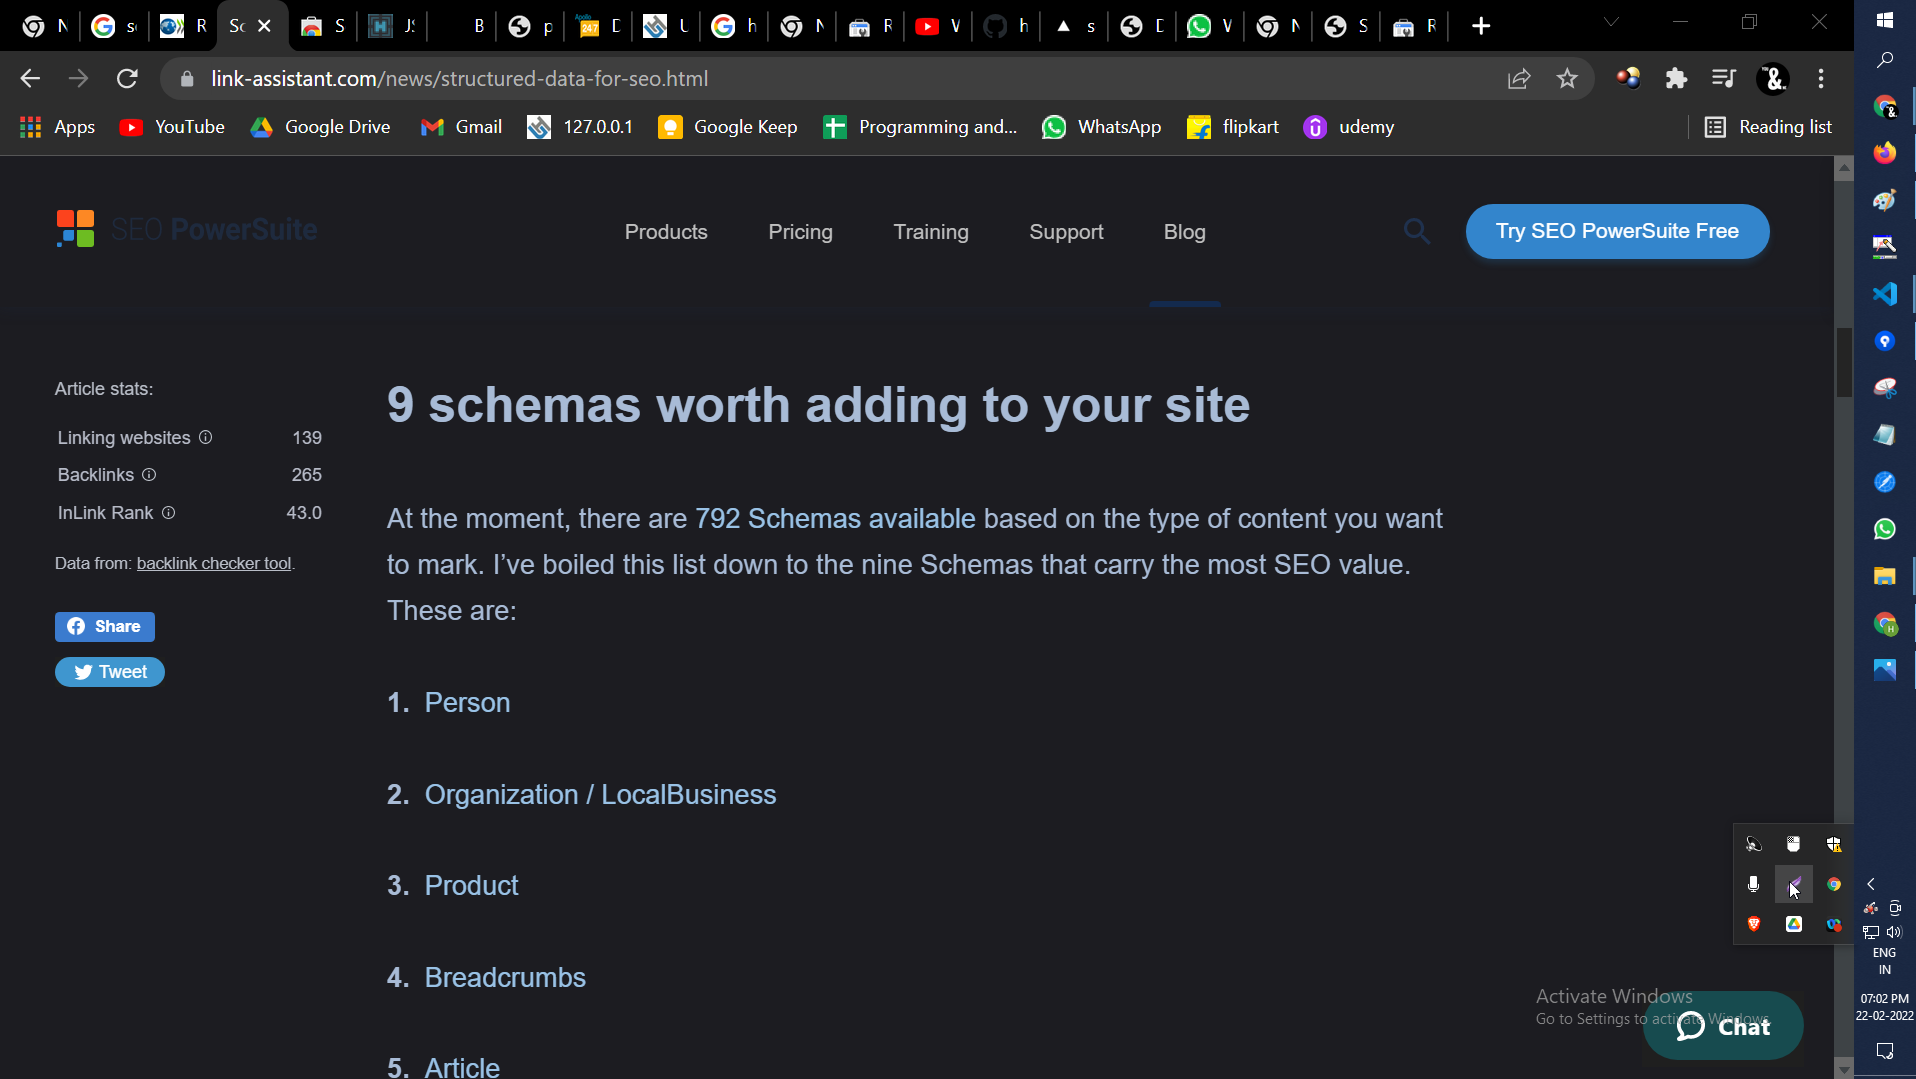 link-assistant.com/news/structured-data-for-seo.html
Apps
YouTube
Google Drive
Gmail
127.0.0.1
Google Keep
Programming and...
WhatsApp
flipkart
udemy
Reading list
SEO PowerSuite
Products
Pricing
Training
Support
Blog
Try SEO PowerSuite Free
Article stats:
Linking websites 139
Backlinks 265
InLink Rank 43.0
Data from: backlink checker tool.
Share
Tweet
9 schemas worth adding to your site
At the moment, there are 792 Schemas available based on the type of content you want
to mark. I’ve boiled this list down to the nine Schemas that carry the most SEO value.
These are:
1. Person
2. Organization / LocalBusiness
3. Product
4. Breadcrumbs
5. Article
Activate Windows
Go to Settings to activate Windows.
Chat
ENG
IN
07:02 PM
22-02-2022